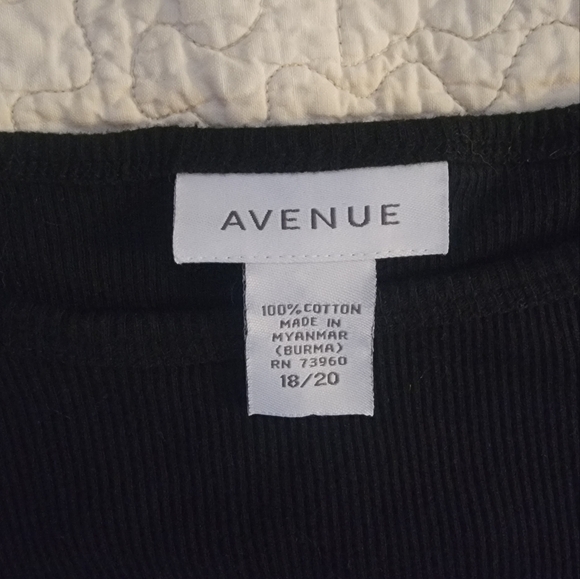 AVENUE
100% COTTON
MADE IN
MYANMAR
(BURMA)
RN 73960
18/20